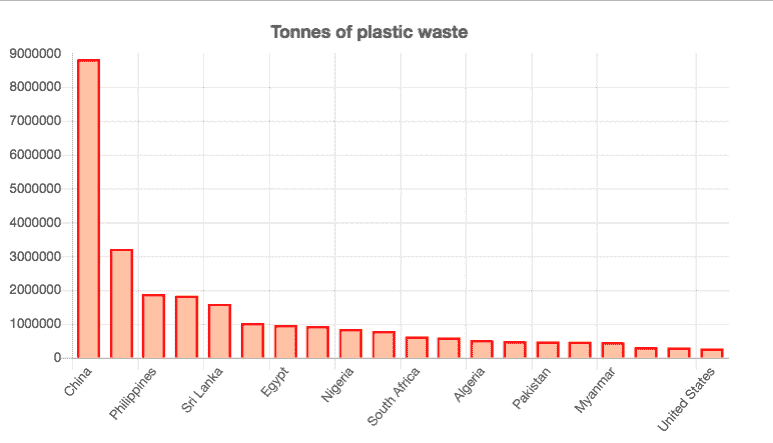 Tonnes of plastic waste
9000000
8000000
7000000
6000000
5000000
4000000
3000000
2000000
1000000
0
China
Philippines
Sri Lanka
Egypt
Nigeria
South Africa
Algeria
Pakistan
Myanmar
United States